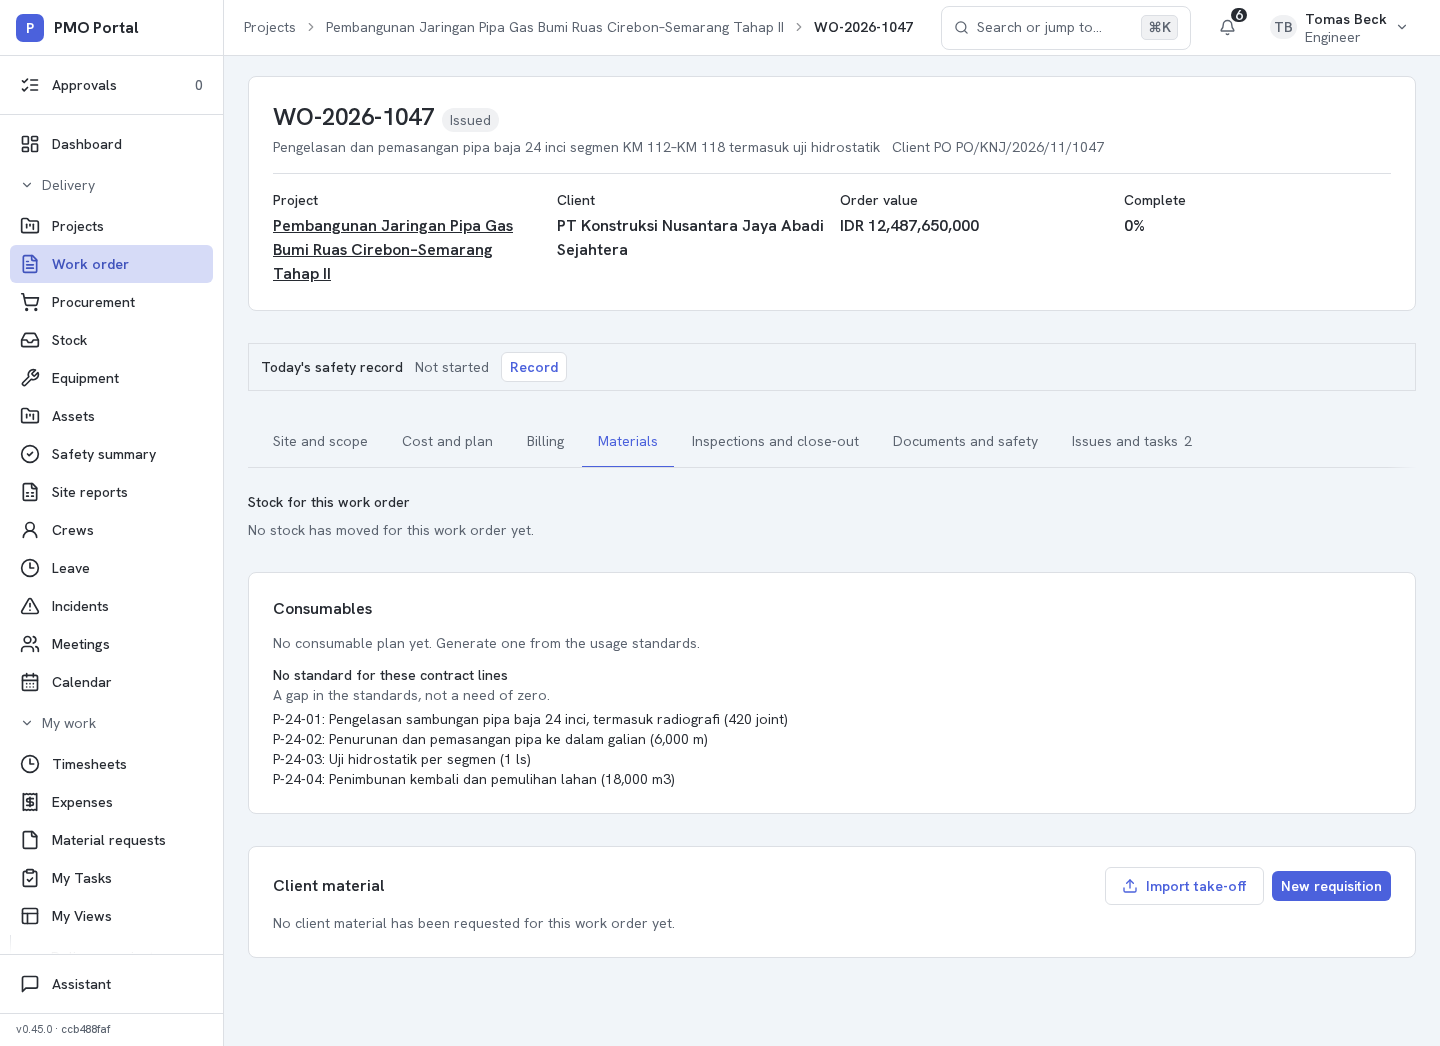 P PMO Portal
Projects
Pembangunan Jaringan Pipa Gas Bumi Ruas Cirebon–Semarang Tahap II
WO-2026-1047
Search or jump to...
⌘K
6
TB
Tomas Beck
Engineer
Approvals 0
Dashboard
Delivery
Projects
Work order
Procurement
Stock
Equipment
Assets
Safety summary
Site reports
Crews
Leave
Incidents
Meetings
Calendar
My work
Timesheets
Expenses
Material requests
My Tasks
My Views
Assistant
v0.45.0 · ccb488faf
WO-2026-1047 Issued
Pengelasan dan pemasangan pipa baja 24 inci segmen KM 112–KM 118 termasuk uji hidrostatik Client PO PO/KNJ/2026/11/1047
Project
Pembangunan Jaringan Pipa Gas
Bumi Ruas Cirebon–Semarang
Tahap II
Client
PT Konstruksi Nusantara Jaya Abadi
Sejahtera
Order value
IDR 12,487,650,000
Complete
0%
Today's safety record Not started Record
Site and scope
Cost and plan
Billing
Materials
Inspections and close-out
Documents and safety
Issues and tasks 2
Stock for this work order
No stock has moved for this work order yet.
Consumables
No consumable plan yet. Generate one from the usage standards.
No standard for these contract lines
A gap in the standards, not a need of zero.
P-24-01: Pengelasan sambungan pipa baja 24 inci, termasuk radiografi (420 joint)
P-24-02: Penurunan dan pemasangan pipa ke dalam galian (6,000 m)
P-24-03: Uji hidrostatik per segmen (1 ls)
P-24-04: Penimbunan kembali dan pemulihan lahan (18,000 m3)
Client material
Import take-off
New requisition
No client material has been requested for this work order yet.